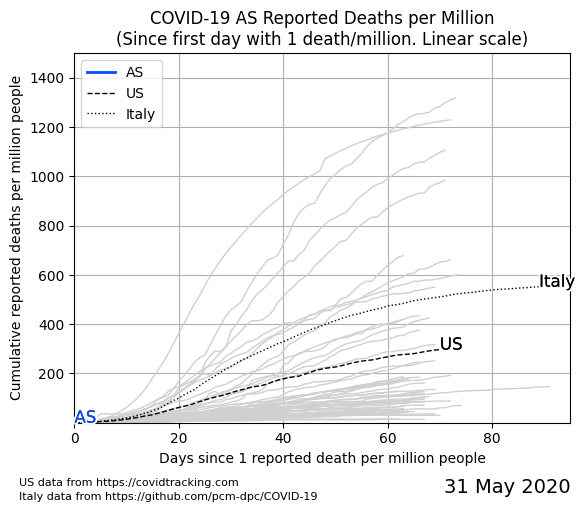 COVID-19 AS Reported Deaths per Million
(Since first day with 1 death/million. Linear scale)
Cumulative reported deaths per million people
1400
1200
1000
800
600
400
200
AS
US
Italy
Italy
US
AS
0
20
40
60
80
Days since 1 reported death per million people
US data from https://covidtracking.com
Italy data from https://github.com/pcm-dpc/COVID-19
31 May 2020